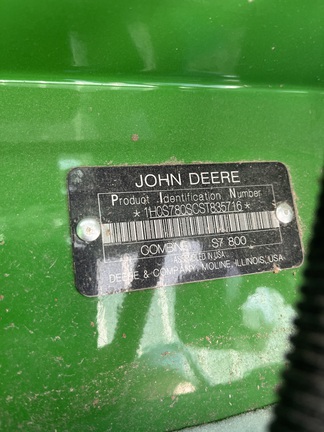 JOHN DEERE
Product Identification Number
*1H0S780SCST835716*
COMBINE S7 800
ASSEMBLED IN USA
DEERE & COMPANY, MOLINE, ILLINOIS, USA